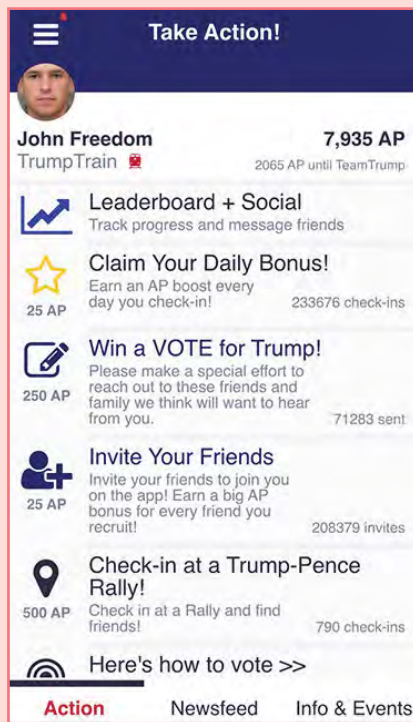 Take Action!
John Freedom
7,935 AP
TrumpTrain
2065 AP until TeamTrump
Leaderboard + Social
Track progress and message friends
Claim Your Daily Bonus!
Earn an AP boost every
day you check-in!
233676 check-ins
25 AP
Win a VOTE for Trump!
Please make a special effort to
reach out to these friends and
family we think will want to hear
from you.
71283 sent
250 AP
Invite Your Friends
Invite your friends to join you
on the app! Earn a big AP
bonus for every friend you
recruit!
208379 invites
25 AP
Check-in at a Trump-Pence
Rally!
Check in at a Rally and find
friends!
790 check-ins
500 AP
Here's how to vote >>
Action
Newsfeed
Info & Events